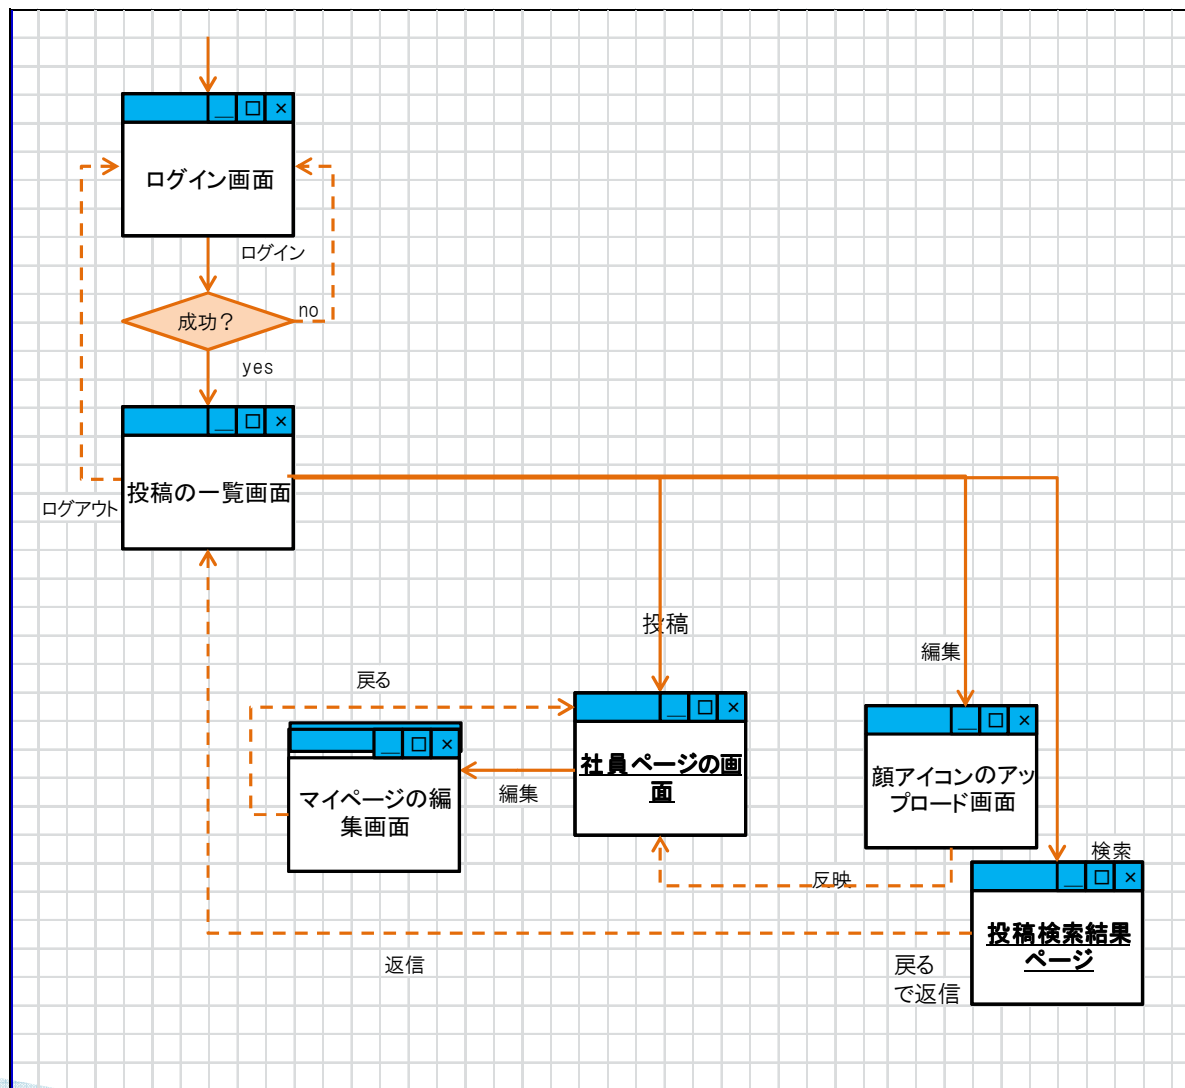 ログイン画面
ログイン
成功？
no
yes
投稿の一覧画面
ログアウト
投稿
編集
戻る
社員ページの画
面
編集
マイページの編
集画面
顔アイコンのアッ
プロード画面
検索
反映
投稿検索結果
ページ
返信
戻る
で返信